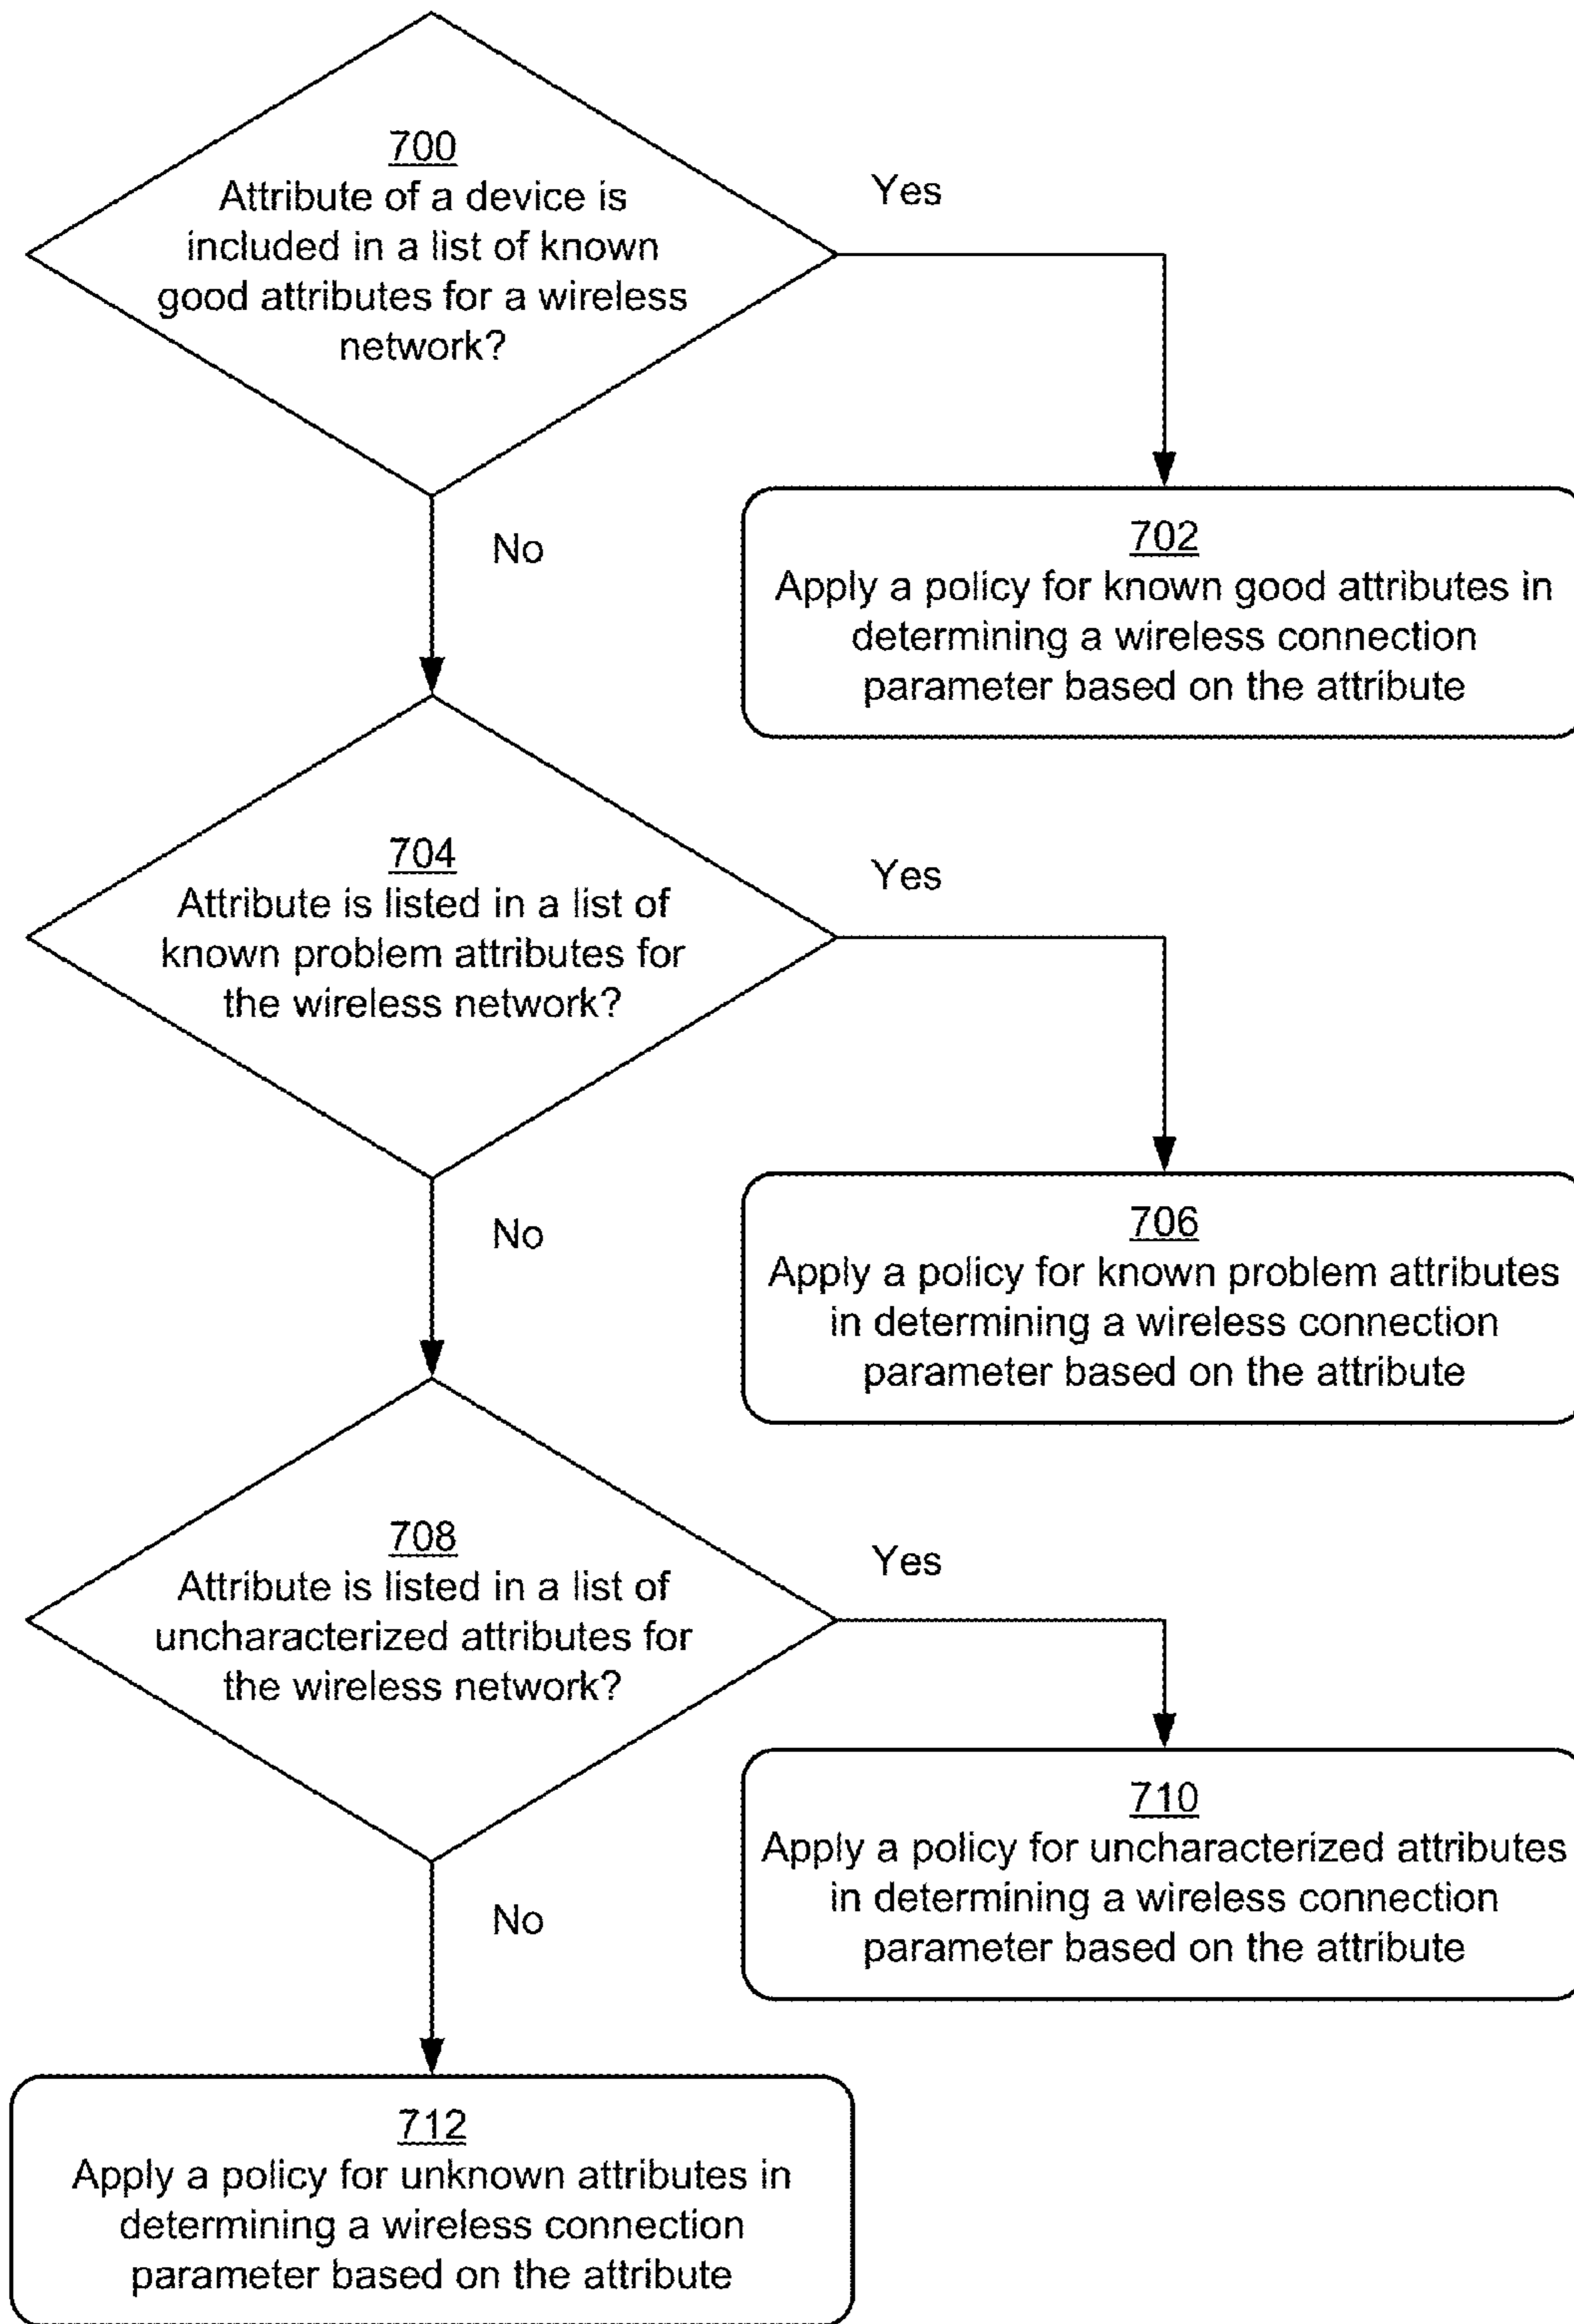 700
Attribute of a device is
included in a list of known
good attributes for a wireless
network?
Yes
No
702
Apply a policy for known good attributes in
determining a wireless connection
parameter based on the attribute
704
Attribute is listed in a list of
known problem attributes for
the wireless network?
Yes
No
706
Apply a policy for known problem attributes
in determining a wireless connection
parameter based on the attribute
708
Attribute is listed in a list of
uncharacterized attributes for
the wireless network?
Yes
No
710
Apply a policy for uncharacterized attributes
in determining a wireless connection
parameter based on the attribute
712
Apply a policy for unknown attributes in
determining a wireless connection
parameter based on the attribute